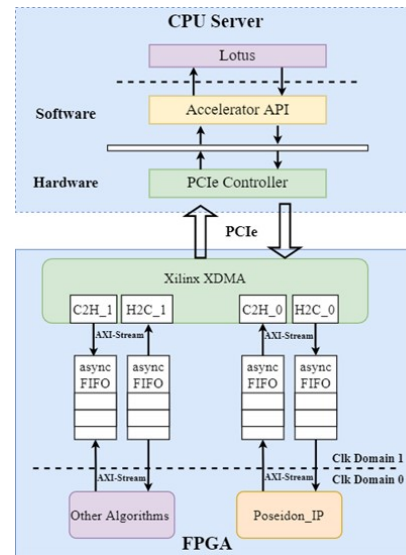 CPU Server
Lotus
Software
Accelerator API
Hardware
PCIe Controller
PCIe
Xilinx XDMA
C2H_1 H2C_1 C2H_0 H2C_0
AXI-Stream AXI-Stream
async async async async
FIFO FIFO FIFO FIFO
Clk Domain 1
AXI-Stream AXI-Stream Clk Domain 0
Other Algorithms Poseidon_IP
FPGA